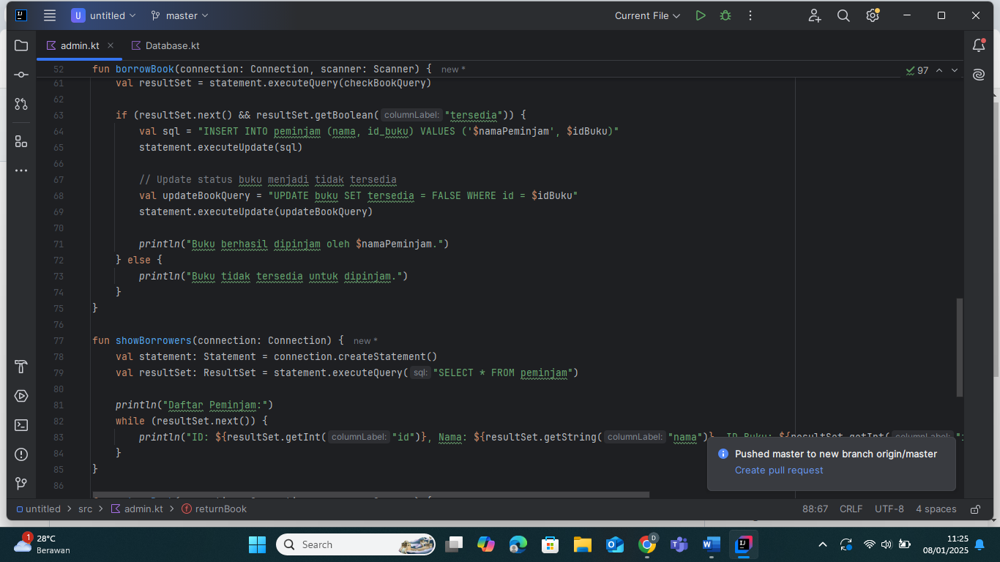 U untitled master Current File
admin.kt Database.kt
52 fun borrowBook(connection: Connection, scanner: Scanner) { new * 97
61 val resultSet = statement.executeQuery(checkBookQuery)
62
63 if (resultSet.next() && resultSet.getBoolean( columnLabel: "tersedia")) {
64 val sql = "INSERT INTO peminjam (nama, id_buku) VALUES ('$namaPeminjam', $idBuku)"
65 statement.executeUpdate(sql)
66
67 // Update status buku menjadi tidak tersedia
68 val updateBookQuery = "UPDATE buku SET tersedia = FALSE WHERE id = $idBuku"
69 statement.executeUpdate(updateBookQuery)
70
71 println("Buku berhasil dipinjam oleh $namaPeminjam.")
72 } else {
73 println("Buku tidak tersedia untuk dipinjam.")
74 }
75 }
76
77 fun showBorrowers(connection: Connection) { new *
78 val statement: Statement = connection.createStatement()
79 val resultSet: ResultSet = statement.executeQuery( sql: "SELECT * FROM peminjam")
80
81 println("Daftar Peminjam:")
82 while (resultSet.next()) {
83 println("ID: ${resultSet.getInt( columnLabel: "id")}, Nama: ${resultSet.getString( columnLabel: "nama")}, ID Buku: ${resultSet.getInt( columnLabel:
84 }
85 }
86
Pushed master to new branch origin/master
Create pull request
untitled > src > admin.kt > returnBook 88:67 CRLF UTF-8 4 spaces
1 28°C
Berawan
Search
D
11:25
08/01/2025